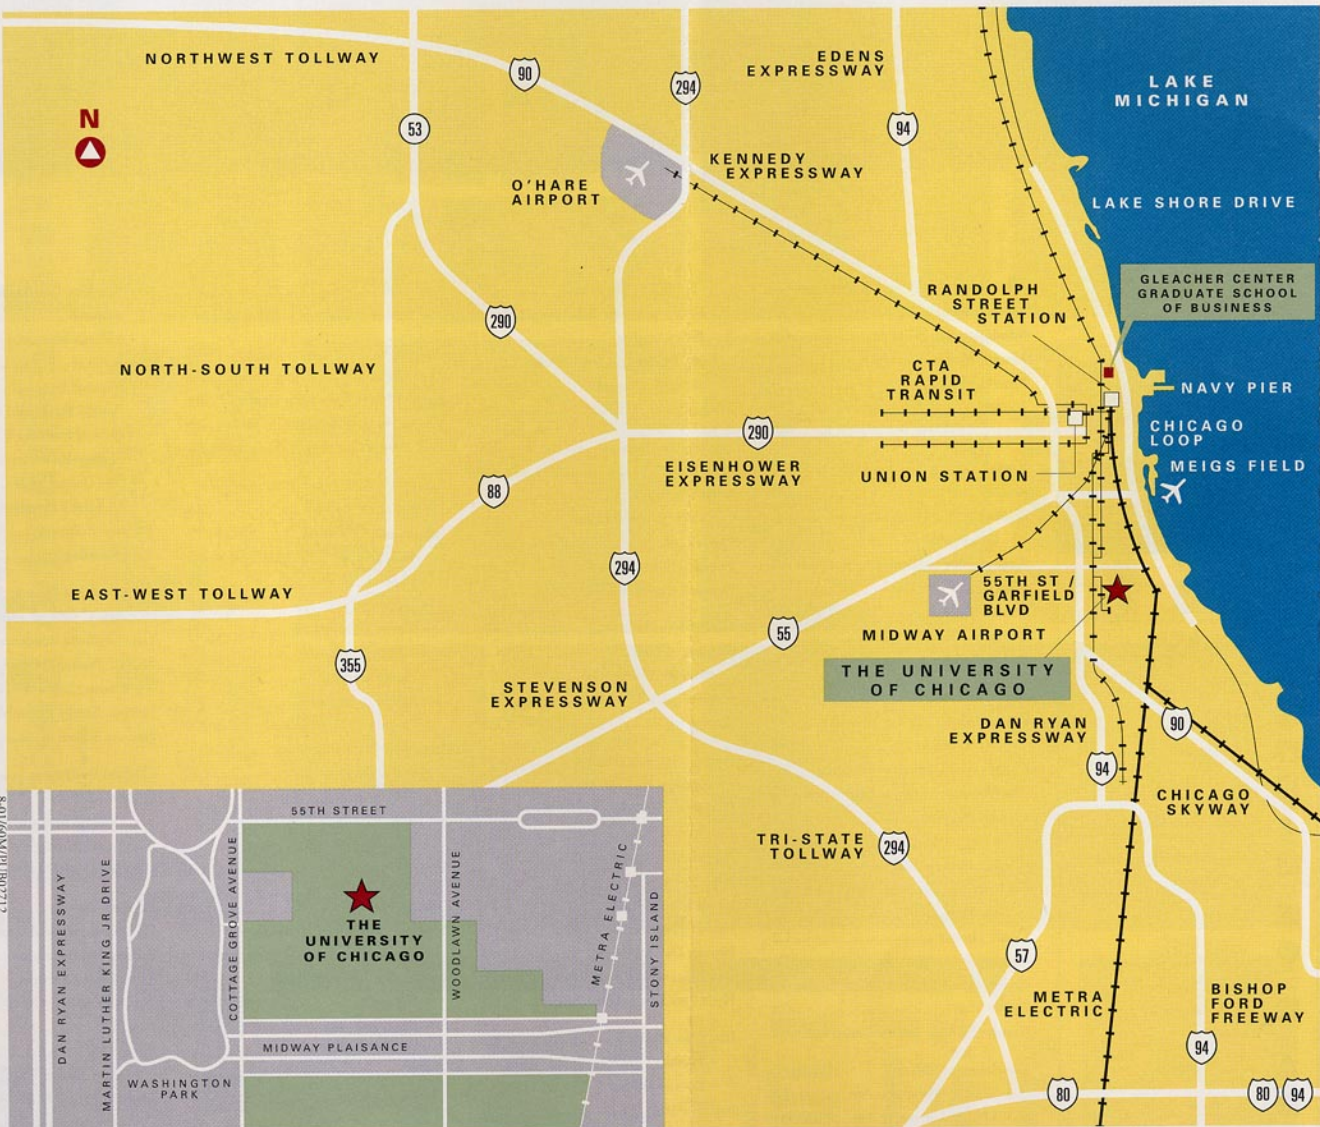 NORTHWEST TOLLWAY
90
294
EDENS
EXPRESSWAY
94
LAKE
MICHIGAN
N
53
O'HARE
AIRPORT
KENNEDY
EXPRESSWAY
LAKE SHORE DRIVE
GLEACHER CENTER
GRADUATE SCHOOL
OF BUSINESS
RANDOLPH
STREET
STATION
290
NORTH-SOUTH TOLLWAY
CTA
RAPID
TRANSIT
NAVY PIER
290
EISENHOWER
EXPRESSWAY
UNION STATION
CHICAGO
LOOP
MEIGS FIELD
88
294
EAST-WEST TOLLWAY
55TH ST /
GARFIELD
BLVD
MIDWAY AIRPORT
55
355
THE UNIVERSITY
OF CHICAGO
STEVENSON
EXPRESSWAY
DAN RYAN
EXPRESSWAY
90
94
CHICAGO
SKYWAY
TRI-STATE
TOLLWAY
294
57
METRA
ELECTRIC
BISHOP
FORD
FREEWAY
94
80
80
94
55TH STREET
DAN RYAN EXPRESSWAY
MARTIN LUTHER KING JR DRIVE
COTTAGE GROVE AVENUE
THE
UNIVERSITY
OF CHICAGO
WOODLAWN AVENUE
METRA ELECTRIC
STONY ISLAND
MIDWAY PLAISANCE
WASHINGTON
PARK